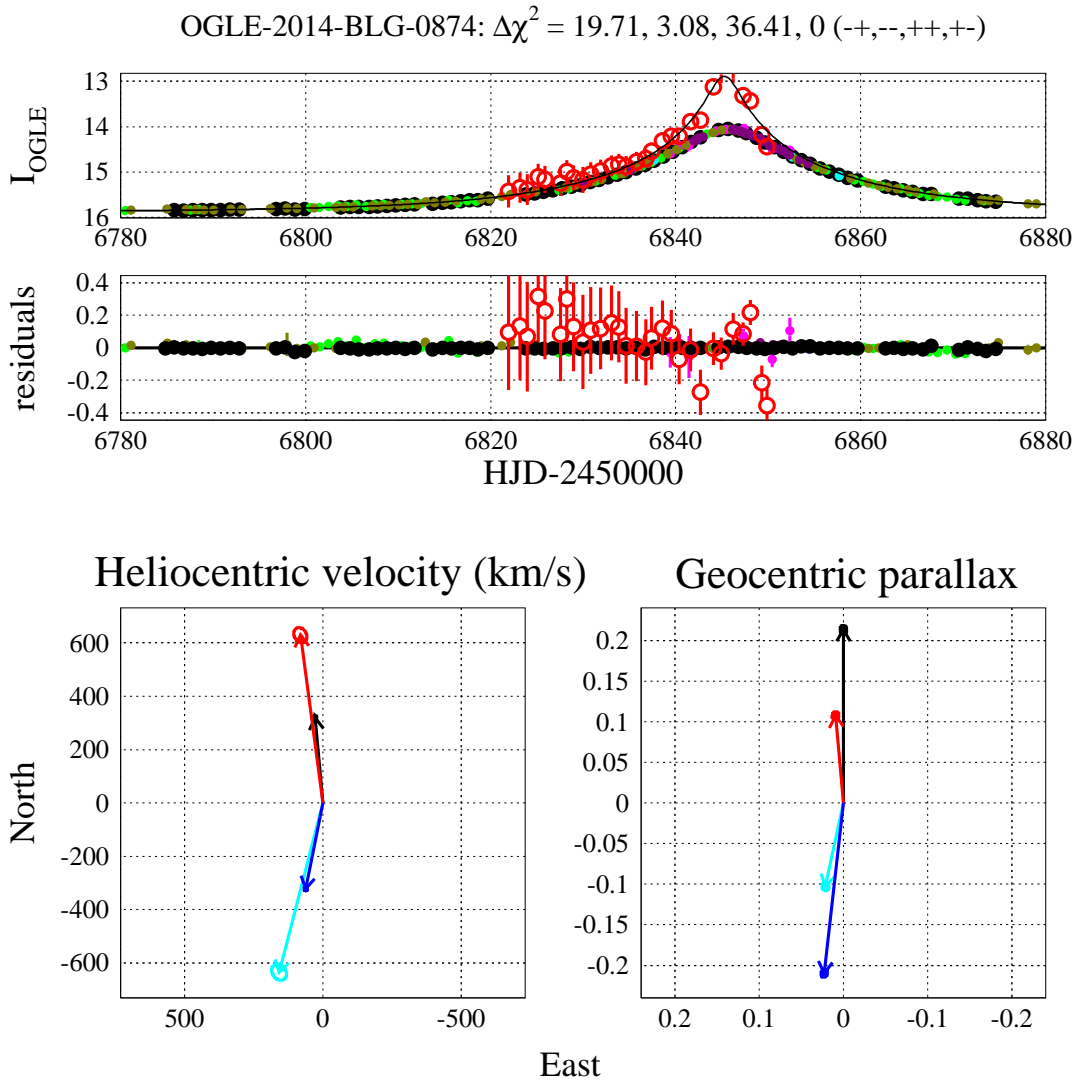 OGLE-2014-BLG-0874: Δχ² = 19.71, 3.08, 36.41, 0 (-+,--,++,+-)
I_OGLE
13
14
15
16
6780 6800 6820 6840 6860 6880
residuals
0.4
0.2
0
-0.2
-0.4
6780 6800 6820 6840 6860 6880
HJD-2450000
Heliocentric velocity (km/s)
North
600
400
200
0
-200
-400
-600
500 0 -500
Geocentric parallax
0.2
0.15
0.1
0.05
0
-0.05
-0.1
-0.15
-0.2
0.2 0.1 0 -0.1 -0.2
East